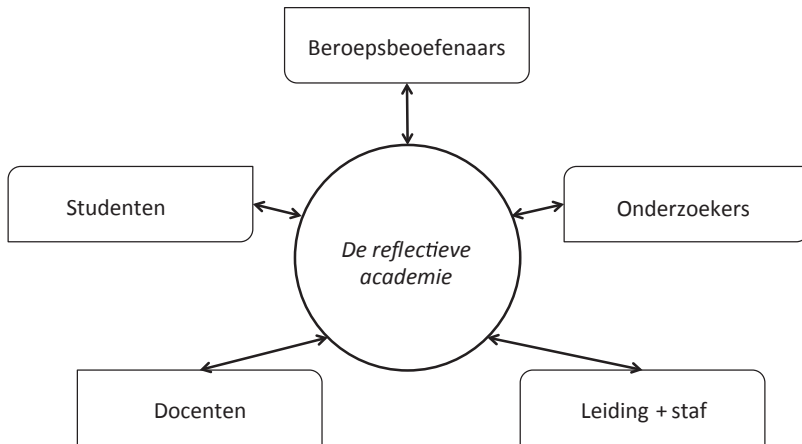 Beroepsbeoefenaars
Studenten
Onderzoekers
De reflectieve
academie
Docenten
Leiding + staf